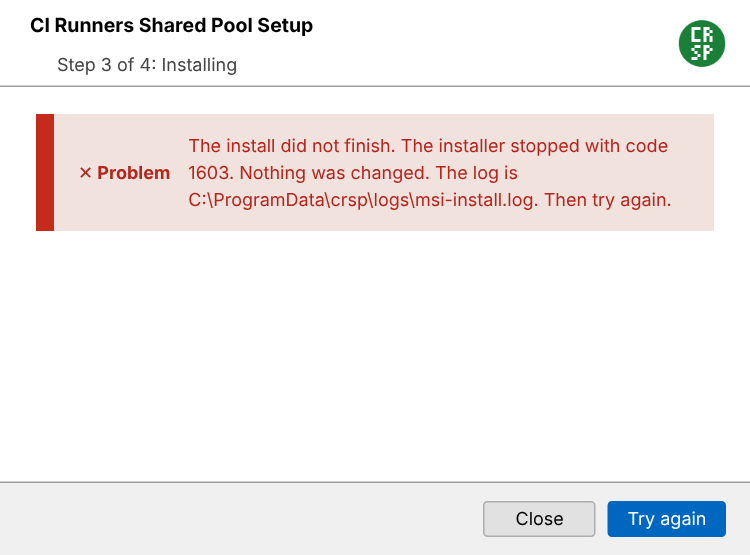 CI Runners Shared Pool Setup
Step 3 of 4: Installing
CR
SP
✕ Problem
The install did not finish. The installer stopped with code
1603. Nothing was changed. The log is
C:\ProgramData\crsp\logs\msi-install.log. Then try again.
Close
Try again